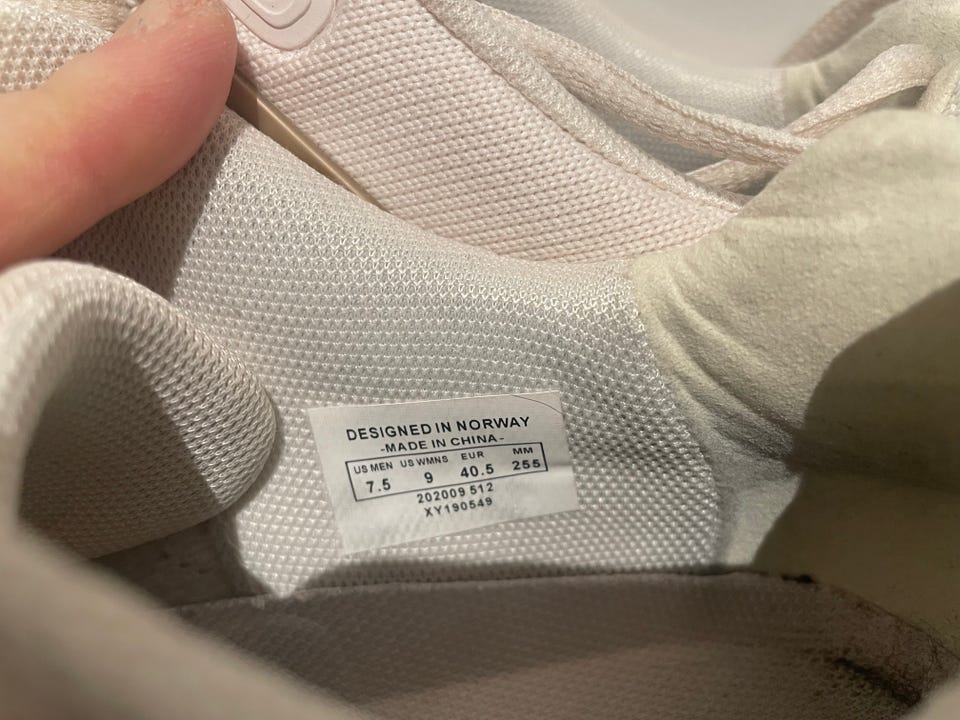 DESIGNED IN NORWAY
-MADE IN CHINA-
US MEN US WMNS EUR MM
7.5 9 40.5 255
202009 512
XY190549